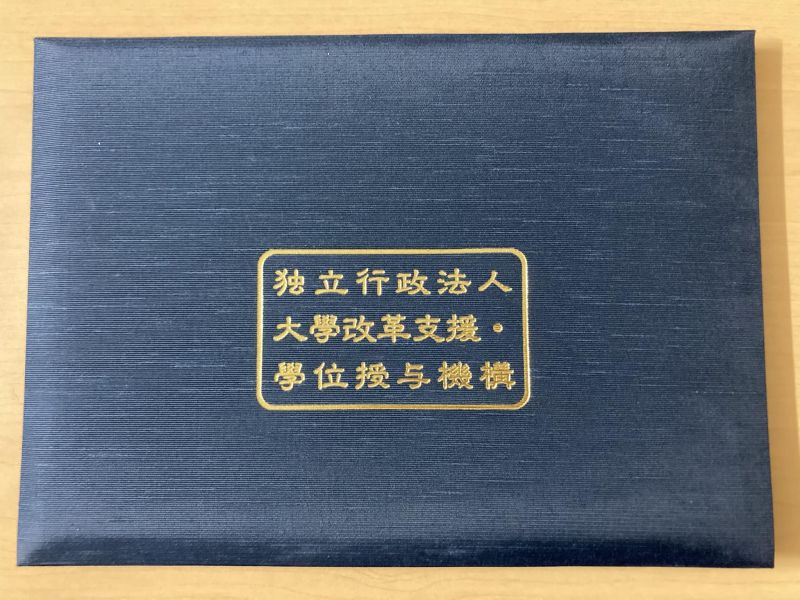 独立行政法人
大學改革支援・
學位授与機構